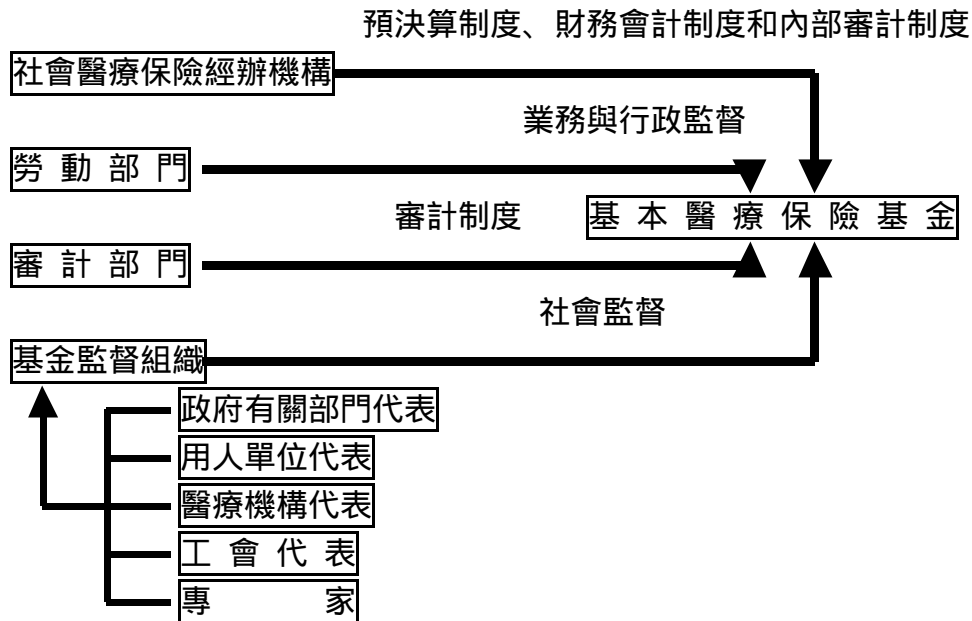 預決算制度、財務會計制度和內部審計制度
社會醫療保險經辦機構
業務與行政監督
勞動部門
審計制度
基本醫療保險基金
審計部門
社會監督
基金監督組織
政府有關部門代表
用人單位代表
醫療機構代表
工會代表
專家